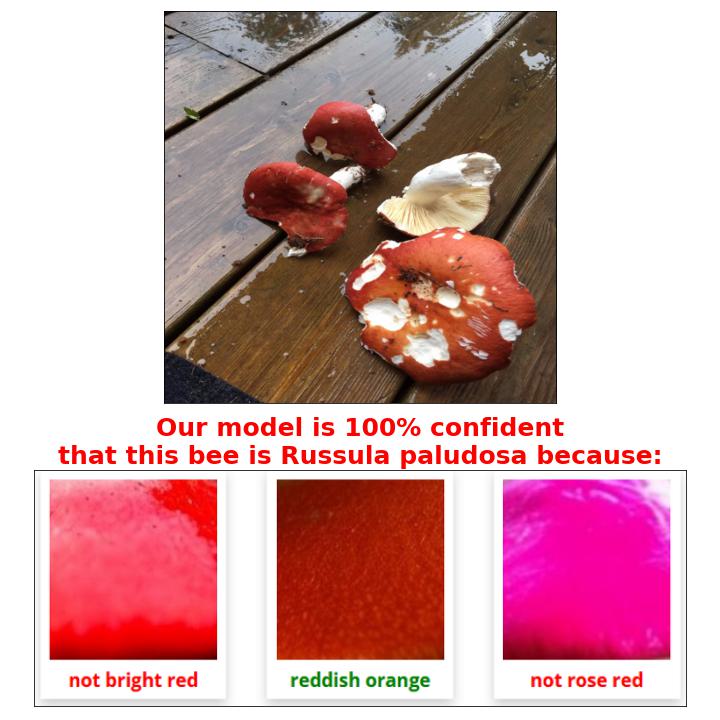 Our model is 100% confident
that this bee is Russula paludosa because:
not bright red
reddish orange
not rose red